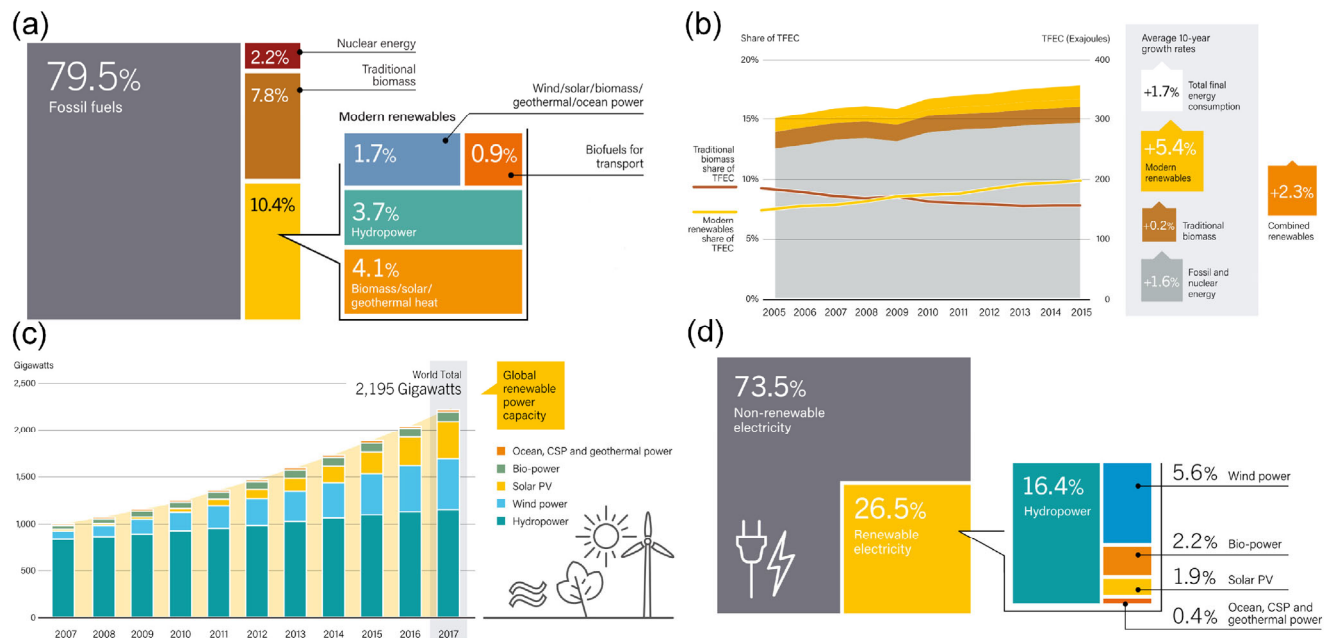 (a)
79.5%
Fossil fuels
2.2%
Nuclear energy
7.8%
Traditional
biomass
10.4%
Modern renewables
Wind/solar/biomass/
geothermal/ocean power
1.7%
0.9%
Biofuels for
transport
3.7%
Hydropower
4.1%
Biomass/solar/
geothermal heat
(b)
Share of TFEC
TFEC (Exajoules)
20%
15%
10%
5%
0%
400
300
200
100
0
Traditional
biomass
share of
TFEC
Modern
renewables
share of
TFEC
2005 2006 2007 2008 2009 2010 2011 2012 2013 2014 2015
Average 10-year
growth rates
+1.7%
Total final
energy
consumption
+5.4%
Modern
renewables
+0.2%
Traditional
biomass
+1.6%
Fossil and
nuclear
energy
+2.3%
Combined
renewables
(c)
Gigawatts
2,500
2,000
1,500
1000
500
0
World Total
2,195 Gigawatts
Global
renewable
power
capacity
Ocean, CSP and geothermal power
Bio-power
Solar PV
Wind power
Hydropower
2007 2008 2009 2010 2011 2012 2013 2014 2015 2016 2017
(d)
73.5%
Non-renewable
electricity
26.5%
Renewable
electricity
16.4%
Hydropower
5.6% Wind power
2.2% Bio-power
1.9% Solar PV
0.4% Ocean, CSP and
geothermal power